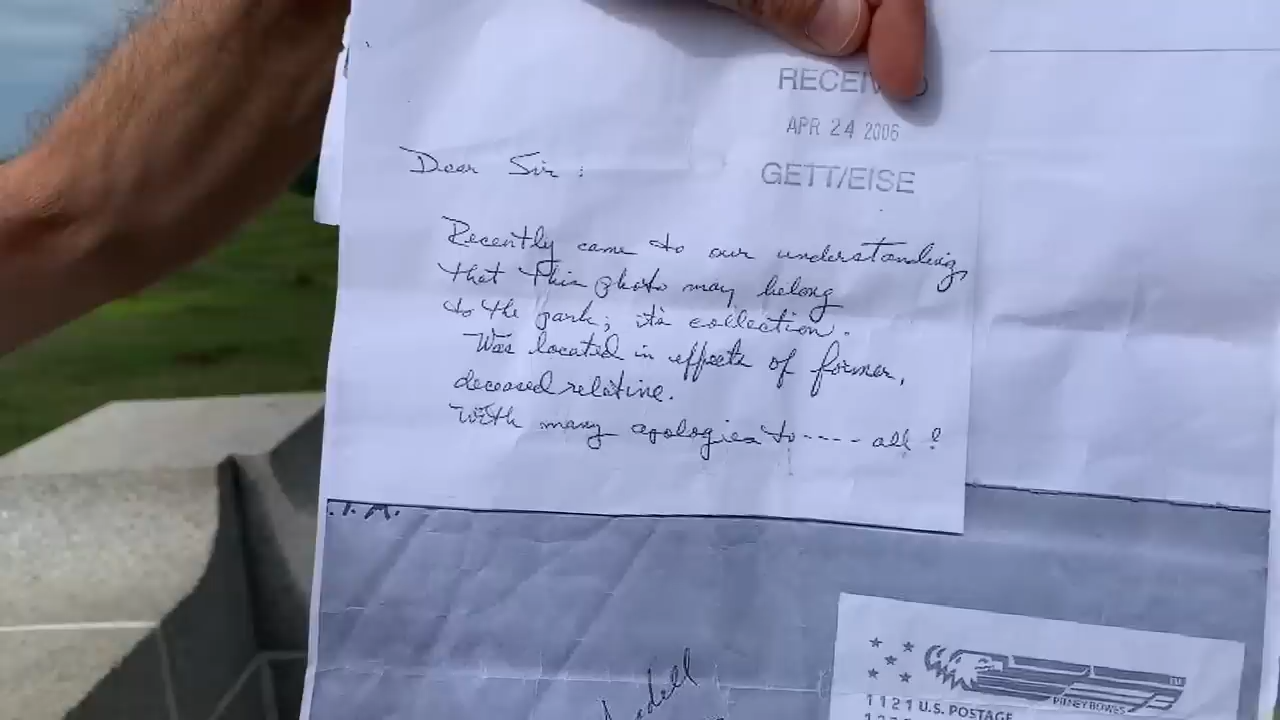 RECEIVED
APR 24 2006
GETT/EISE
Dear Sir:
Recently came to our understanding,
that this photo may belong
to the park; it's collection.
Was located in effects of former,
deceased relative.
With many apologies to ---- all!
1121 U.S. POSTAGE
PITNEY BOWES